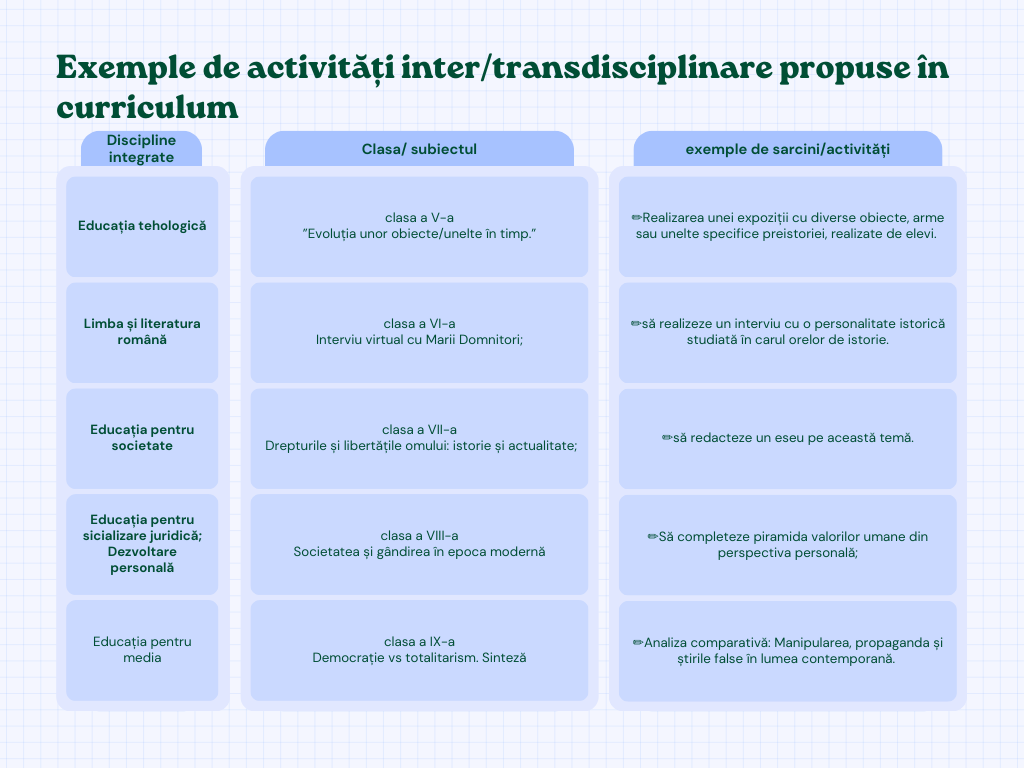 Exemple de activități inter/transdisciplinare propuse în
curriculum
Discipline
integrate
Clasa/ subiectul
exemple de sarcini/activități
Educația tehologică
clasa a V-a
”Evoluția unor obiecte/unelte în timp.”
✏Realizarea unei expoziții cu diverse obiecte, arme
sau unelte specifice preistoriei, realizate de elevi.
Limba și literatura
română
clasa a VI-a
Interviu virtual cu Marii Domnitori;
✏să realizeze un interviu cu o personalitate istorică
studiată în carul orelor de istorie.
Educația pentru
societate
clasa a VII-a
Drepturile și libertățile omului: istorie și actualitate;
✏să redacteze un eseu pe această temă.
Educația pentru
sicializare juridică;
Dezvoltare
personală
clasa a VIII-a
Societatea și gândirea în epoca modernă
✏Să completeze piramida valorilor umane din
perspectiva personală;
Educația pentru
media
clasa a IX-a
Democrație vs totalitarism. Sinteză
✏Analiza comparativă: Manipularea, propaganda și
știrile false în lumea contemporană.